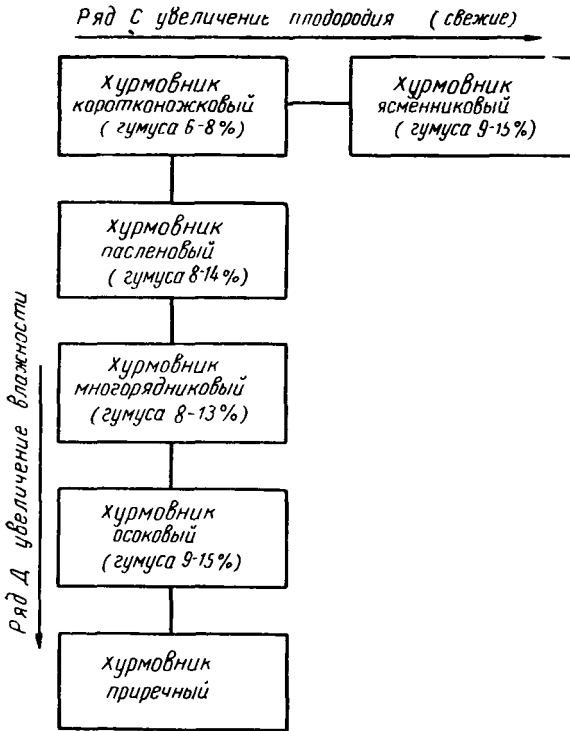 Ряд С увеличение плодородия (свежие)
Хурмовник
коротконожковый
(гумуса 6-8%)
Хурмовник
ясменниковый
(гумуса 9-15%)
Хурмовник
пасленовый
(гумуса 8-14%)
Хурмовник
многорядниковый
(гумуса 8-13%)
Хурмовник
осоковый
(гумуса 9-15%)
Хурмовник
приречный
Ряд Д увеличение влажности